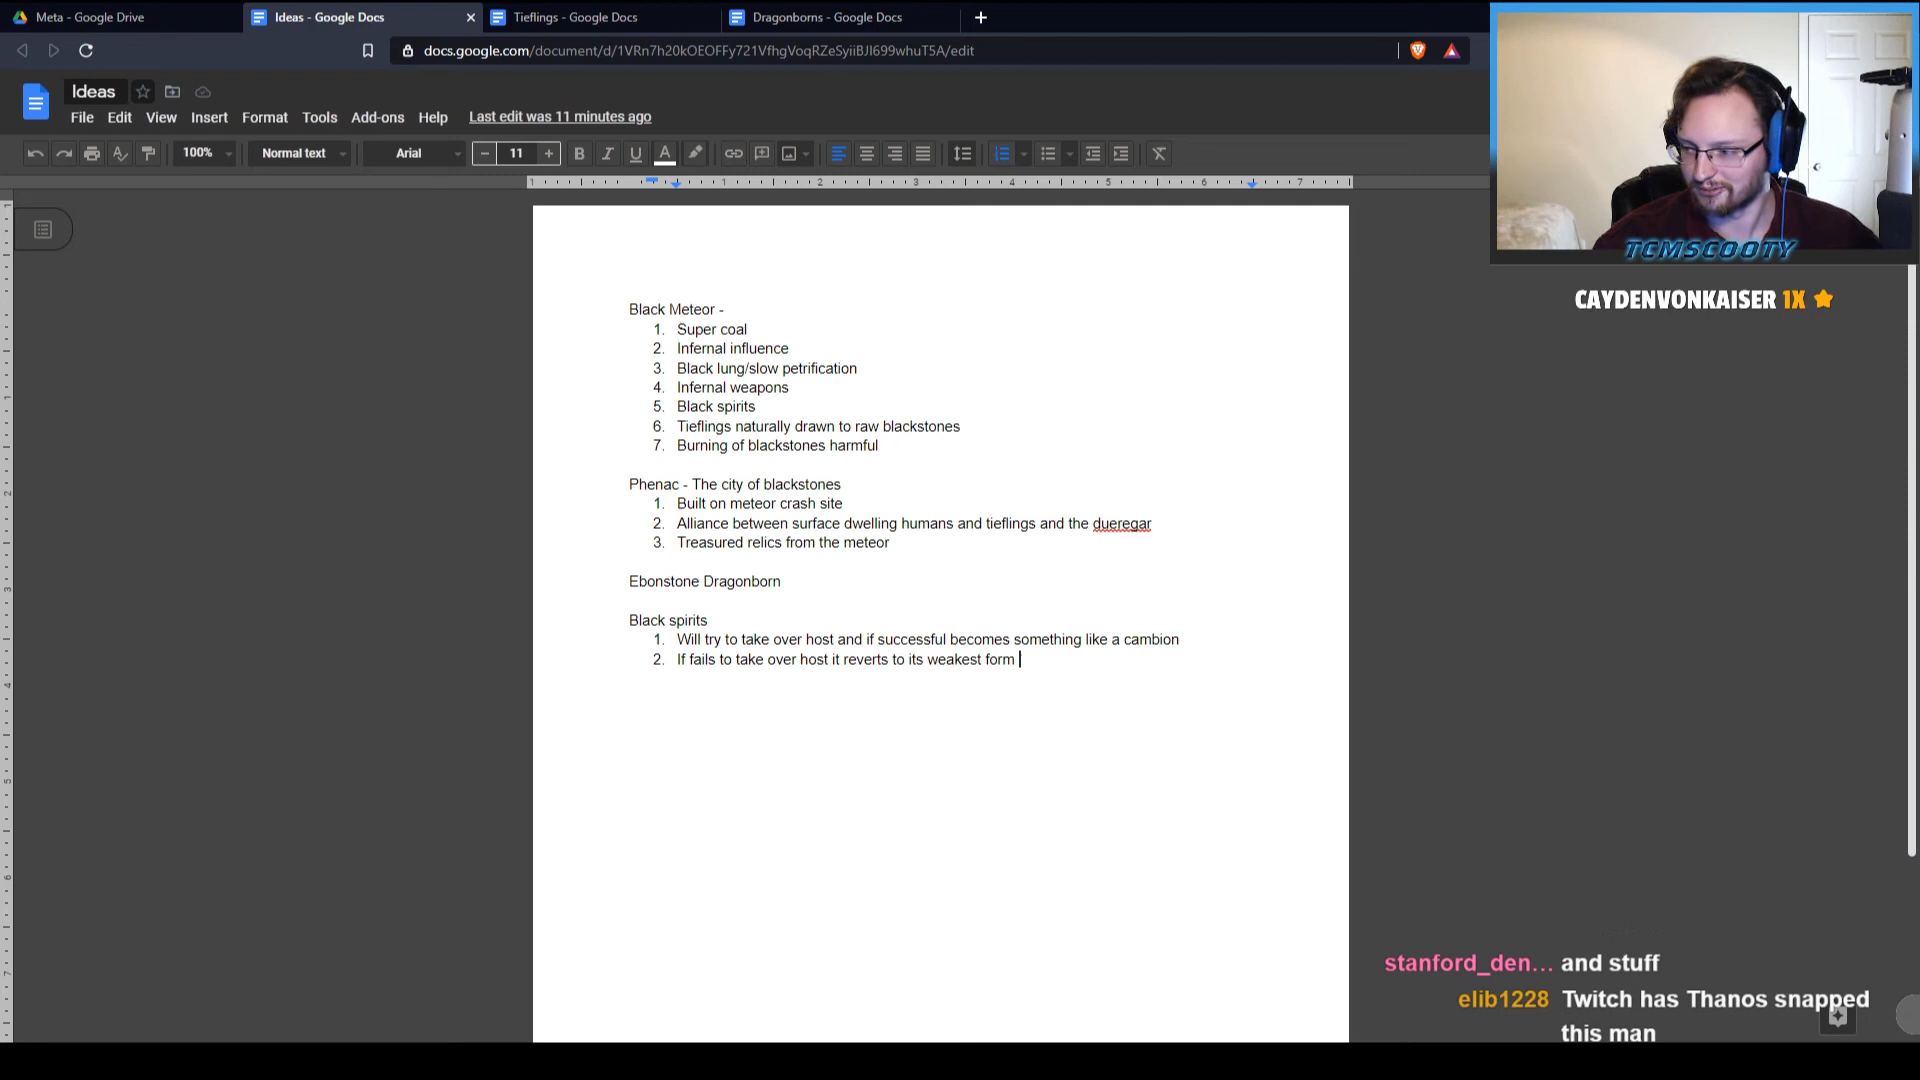 Meta - Google Drive
Ideas - Google Docs
Tieflings - Google Docs
Dragonborns - Google Docs
docs.google.com/document/d/1VRn7h20kOEOFFy721VfhgVoqRZeSyiiBJl699whuT5A/edit
Ideas
File Edit View Insert Format Tools Add-ons Help Last edit was 11 minutes ago
100% Normal text Arial 11
TCMSCOOTY
CAYDENVONKAISER 1X
Black Meteor -
1. Super coal
2. Infernal influence
3. Black lung/slow petrification
4. Infernal weapons
5. Black spirits
6. Tieflings naturally drawn to raw blackstones
7. Burning of blackstones harmful
Phenac - The city of blackstones
1. Built on meteor crash site
2. Alliance between surface dwelling humans and tieflings and the dueregar
3. Treasured relics from the meteor
Ebonstone Dragonborn
Black spirits
1. Will try to take over host and if successful becomes something like a cambion
2. If fails to take over host it reverts to its weakest form
stanford_den... and stuff
elib1228 Twitch has Thanos snapped
this man